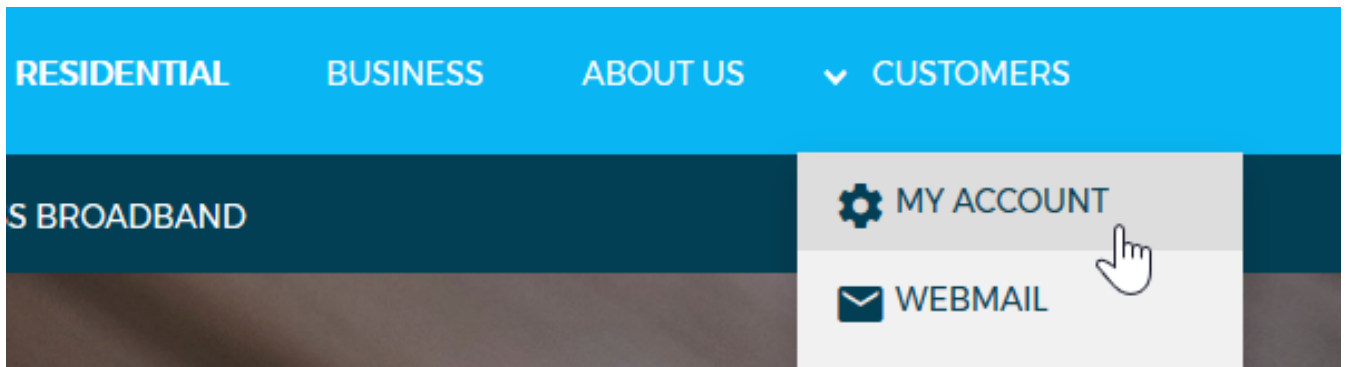 RESIDENTIAL BUSINESS ABOUT US CUSTOMERS
S BROADBAND
MY ACCOUNT
WEBMAIL